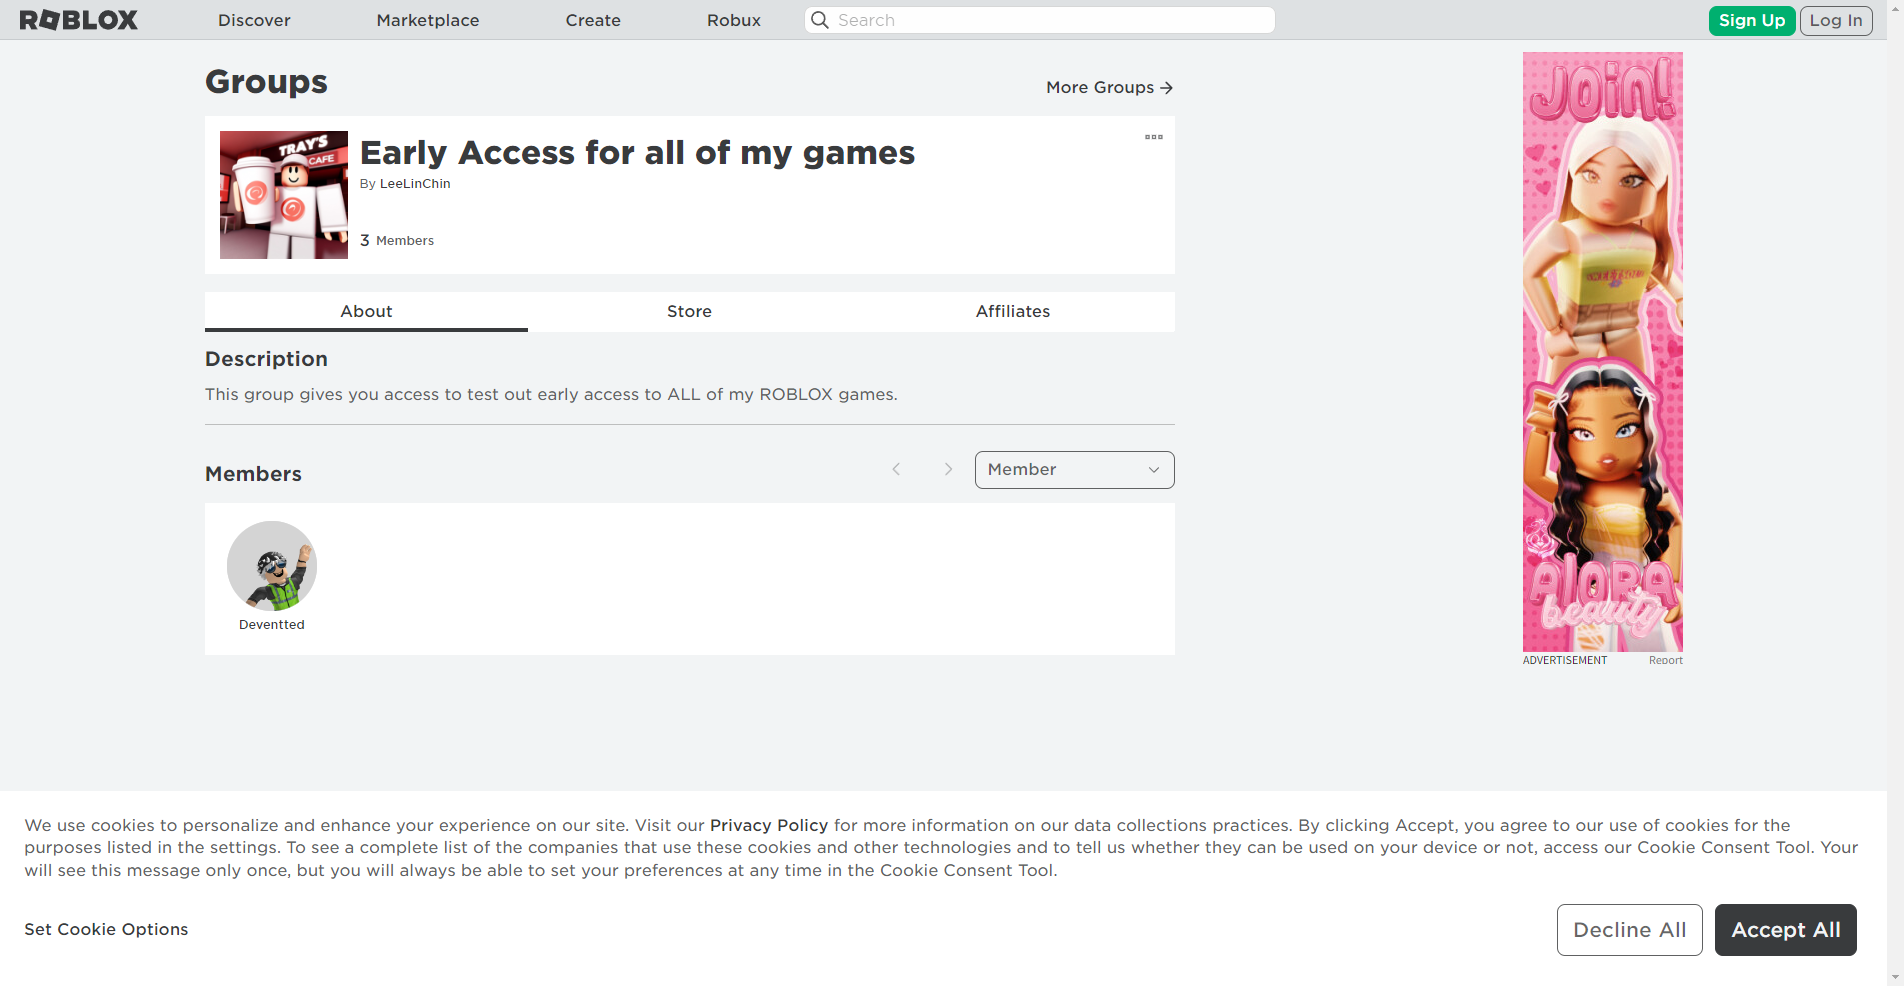 ROBLOX
Discover
Marketplace
Create
Robux
Search
Sign Up
Log In
Groups
More Groups
TRAY'S
CAFE
Early Access for all of my games
By LeeLinChin
3 Members
About
Store
Affiliates
Description
This group gives you access to test out early access to ALL of my ROBLOX games.
Members
Member
Deventted
JOIN!
ALORA
beauty
ADVERTISEMENT
Report
We use cookies to personalize and enhance your experience on our site. Visit our Privacy Policy for more information on our data collections practices. By clicking Accept, you agree to our use of cookies for the
purposes listed in the settings. To see a complete list of the companies that use these cookies and other technologies and to tell us whether they can be used on your device or not, access our Cookie Consent Tool. Your
will see this message only once, but you will always be able to set your preferences at any time in the Cookie Consent Tool.
Set Cookie Options
Decline All
Accept All